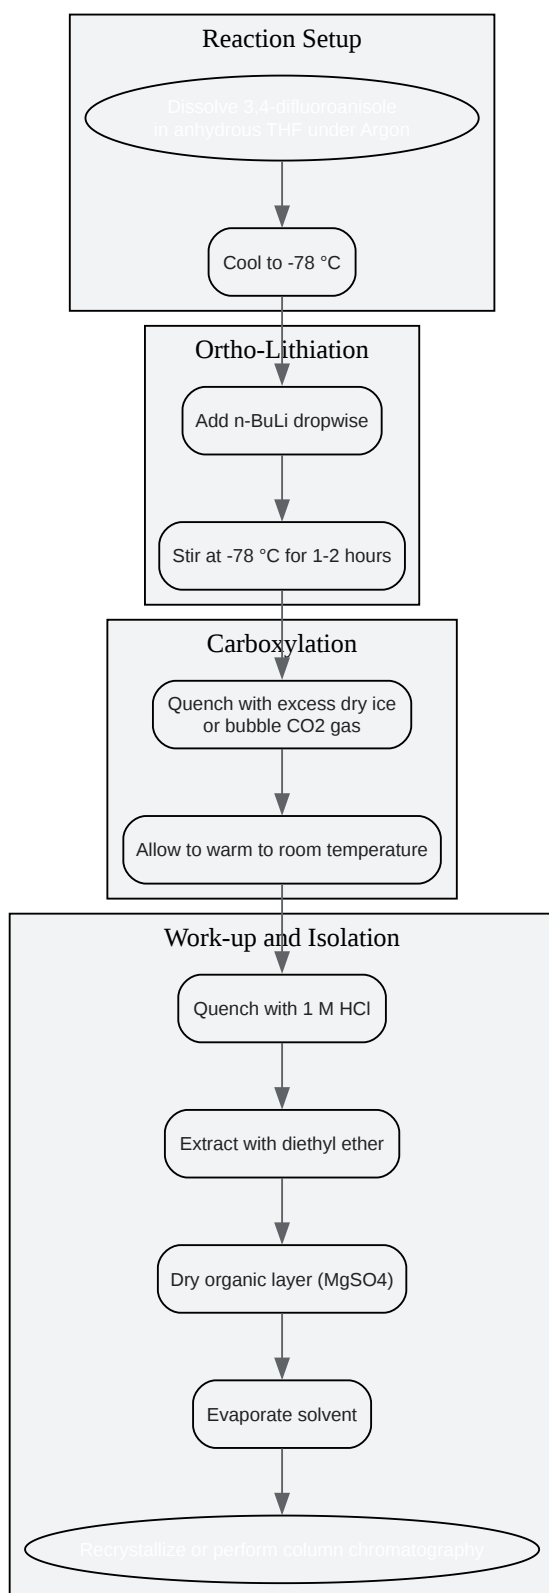 Reaction Setup
Dissolve 3,4-difluoroanisole
in anhydrous THF under Argon
Cool to -78 °C
Ortho-Lithiation
Add n-BuLi dropwise
Stir at -78 °C for 1-2 hours
Carboxylation
Quench with excess dry ice
or bubble CO2 gas
Allow to warm to room temperature
Work-up and Isolation
Quench with 1 M HCl
Extract with diethyl ether
Dry organic layer (MgSO4)
Evaporate solvent
Recrystallize or perform column chromatography